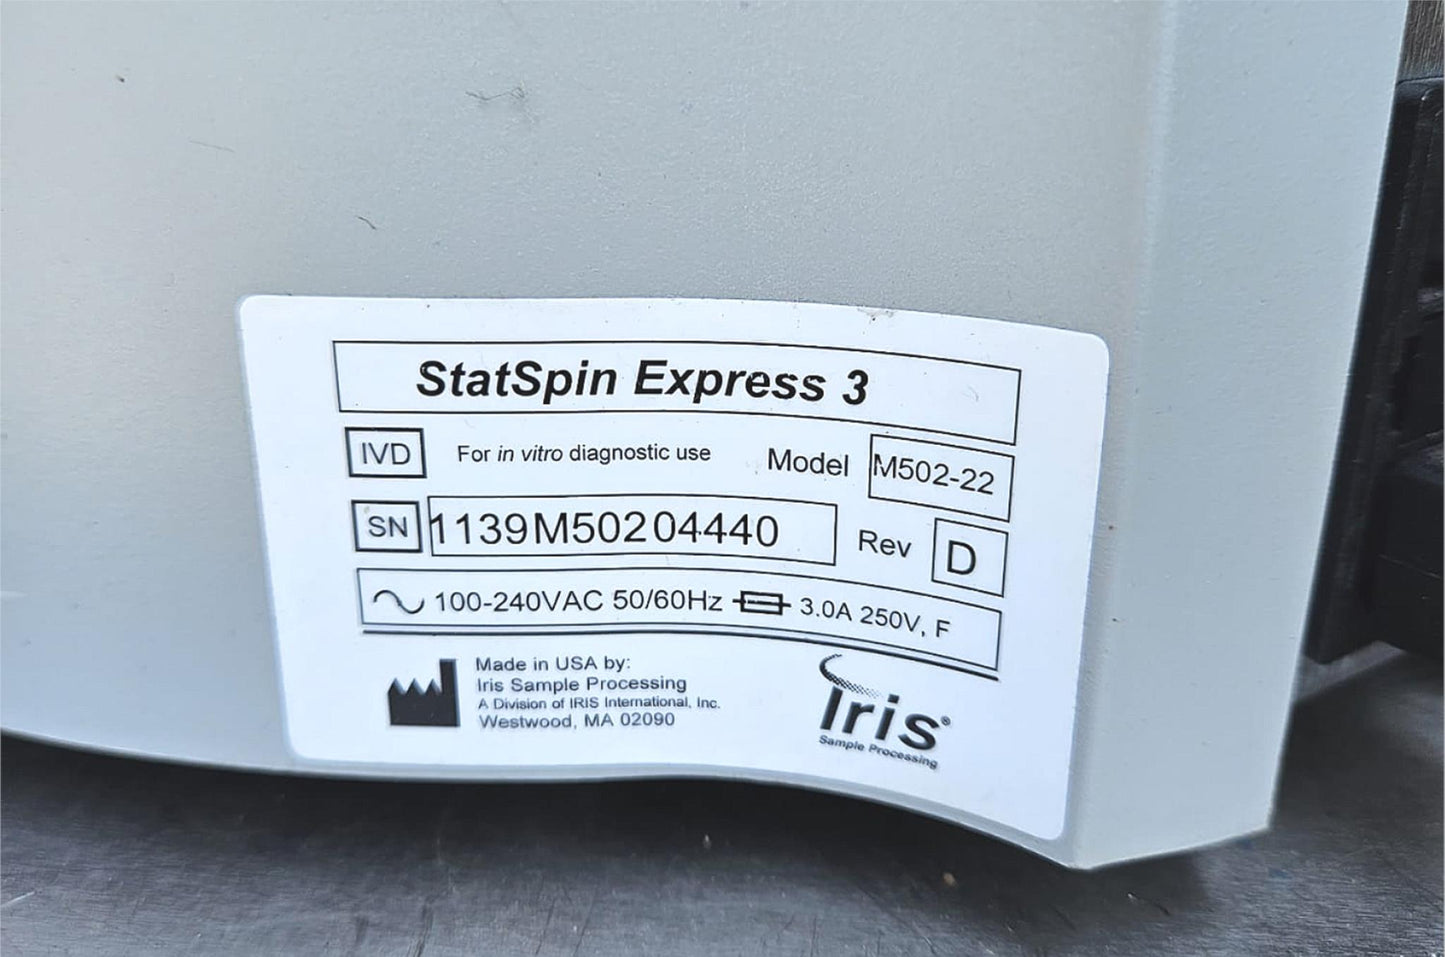 StatSpin Express 3
IVD For in vitro diagnostic use Model M502-22
SN 1139M50204440 Rev D
100-240VAC 50/60Hz 3.0A 250V, F
Made in USA by:
Iris Sample Processing
A Division of IRIS International, Inc.
Westwood, MA 02090
Iris®
Sample Processing